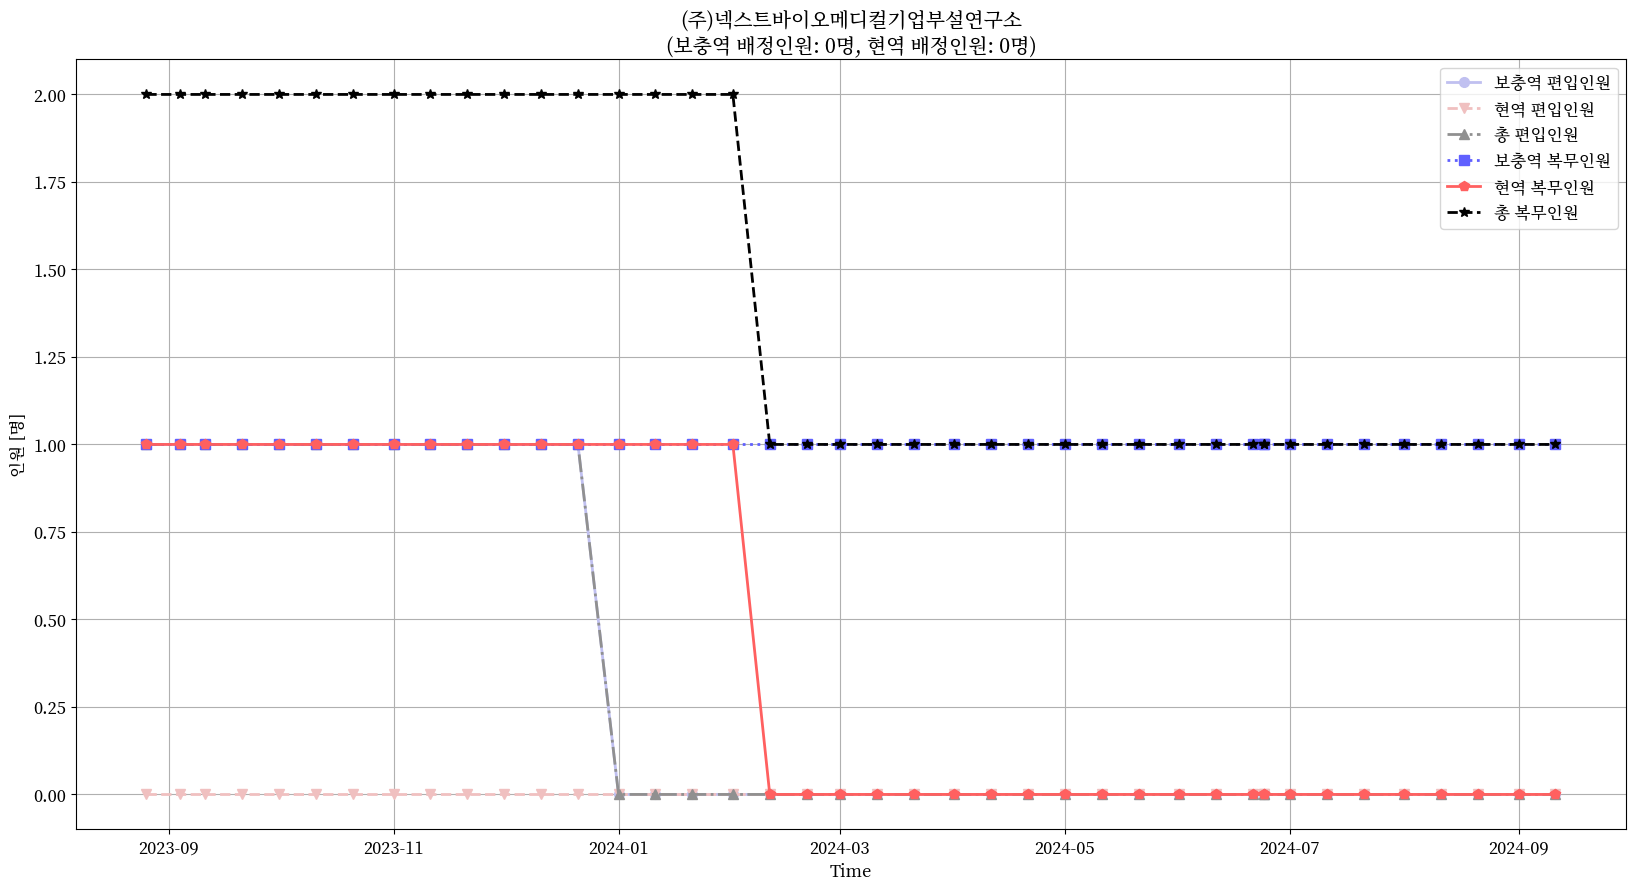 (주)넥스트바이오메디컬기업부설연구소
(보충역 배정인원: 0명, 현역 배정인원: 0명)
보충역 편입인원
현역 편입인원
총 편입인원
보충역 복무인원
현역 복무인원
총 복무인원
2.00
1.75
1.50
1.25
1.00
0.75
0.50
0.25
0.00
인원 [명]
2023-09
2023-11
2024-01
2024-03
2024-05
2024-07
2024-09
Time